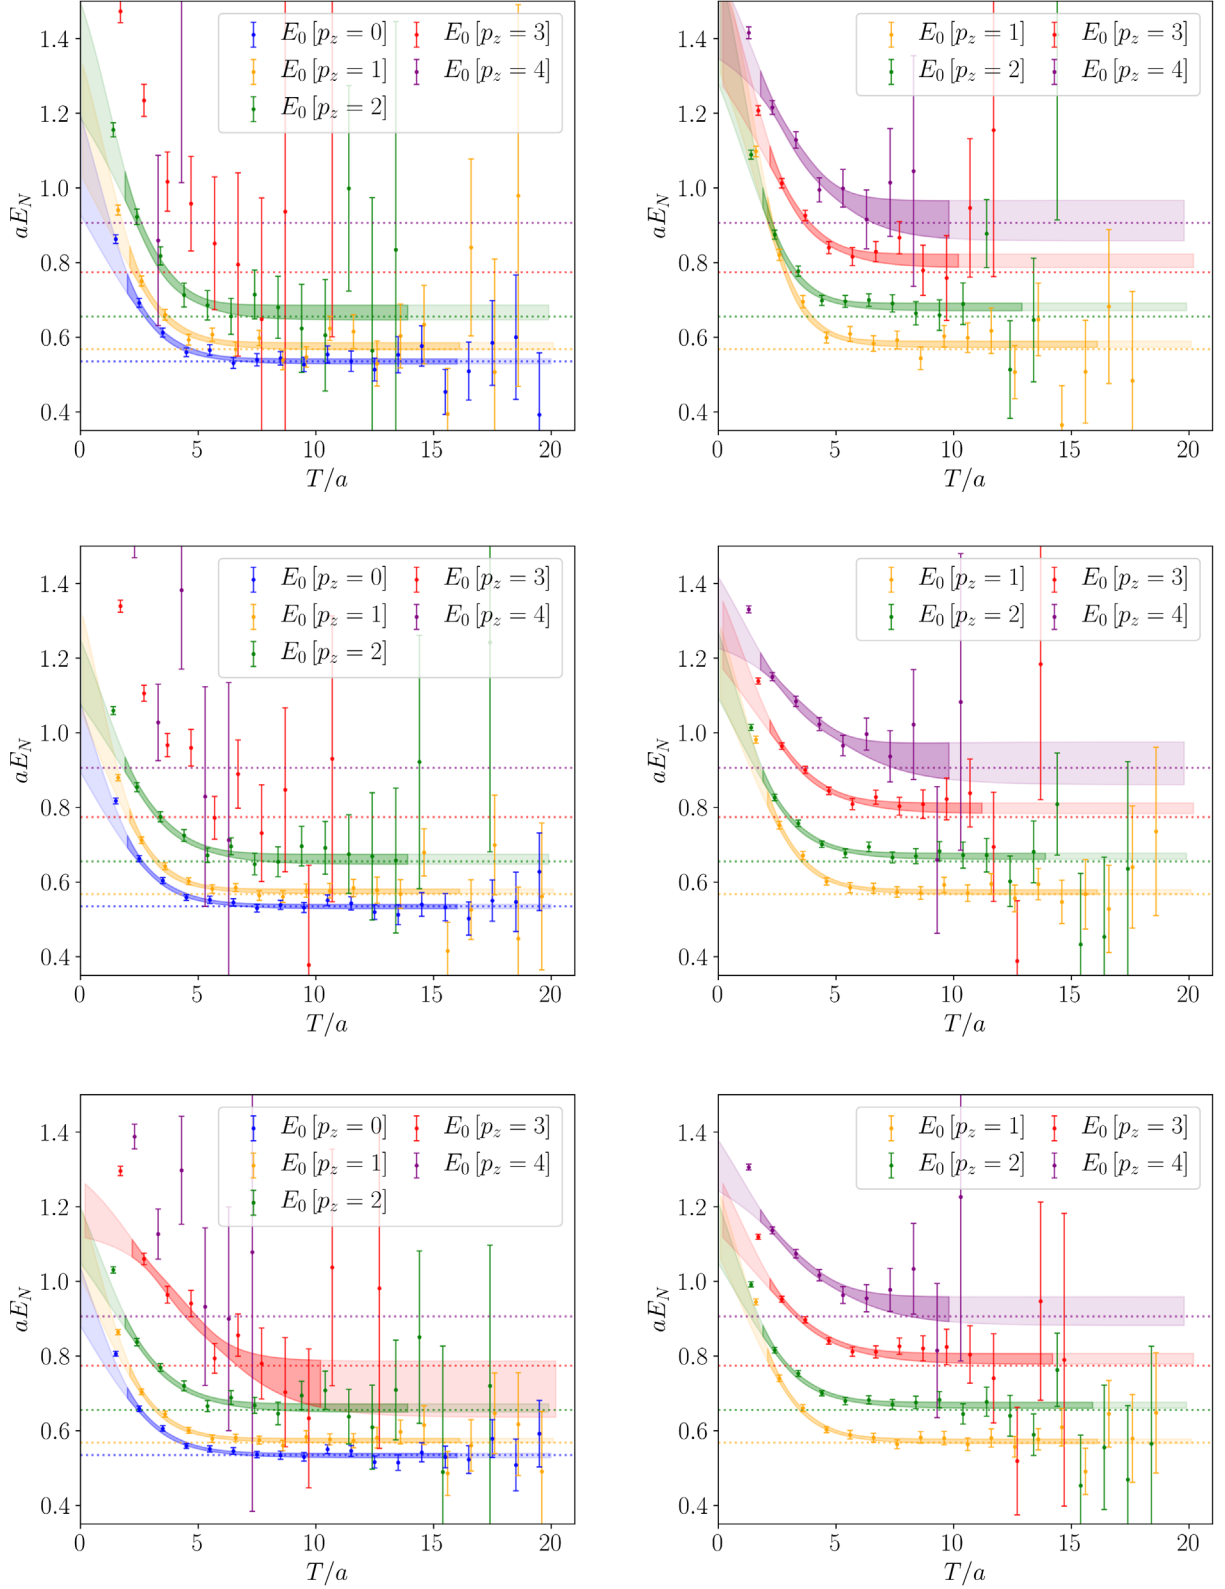 1.4
1.2
1.0
0.8
0.6
0.4
aE_N
E_0 [p_z = 0]
E_0 [p_z = 1]
E_0 [p_z = 2]
E_0 [p_z = 3]
E_0 [p_z = 4]
0 5 10 15 20
T/a
1.4
1.2
1.0
0.8
0.6
0.4
aE_N
E_0 [p_z = 1]
E_0 [p_z = 2]
E_0 [p_z = 3]
E_0 [p_z = 4]
0 5 10 15 20
T/a
1.4
1.2
1.0
0.8
0.6
0.4
aE_N
E_0 [p_z = 0]
E_0 [p_z = 1]
E_0 [p_z = 2]
E_0 [p_z = 3]
E_0 [p_z = 4]
0 5 10 15 20
T/a
1.4
1.2
1.0
0.8
0.6
0.4
aE_N
E_0 [p_z = 1]
E_0 [p_z = 2]
E_0 [p_z = 3]
E_0 [p_z = 4]
0 5 10 15 20
T/a
1.4
1.2
1.0
0.8
0.6
0.4
aE_N
E_0 [p_z = 0]
E_0 [p_z = 1]
E_0 [p_z = 2]
E_0 [p_z = 3]
E_0 [p_z = 4]
0 5 10 15 20
T/a
1.4
1.2
1.0
0.8
0.6
0.4
aE_N
E_0 [p_z = 1]
E_0 [p_z = 2]
E_0 [p_z = 3]
E_0 [p_z = 4]
0 5 10 15 20
T/a